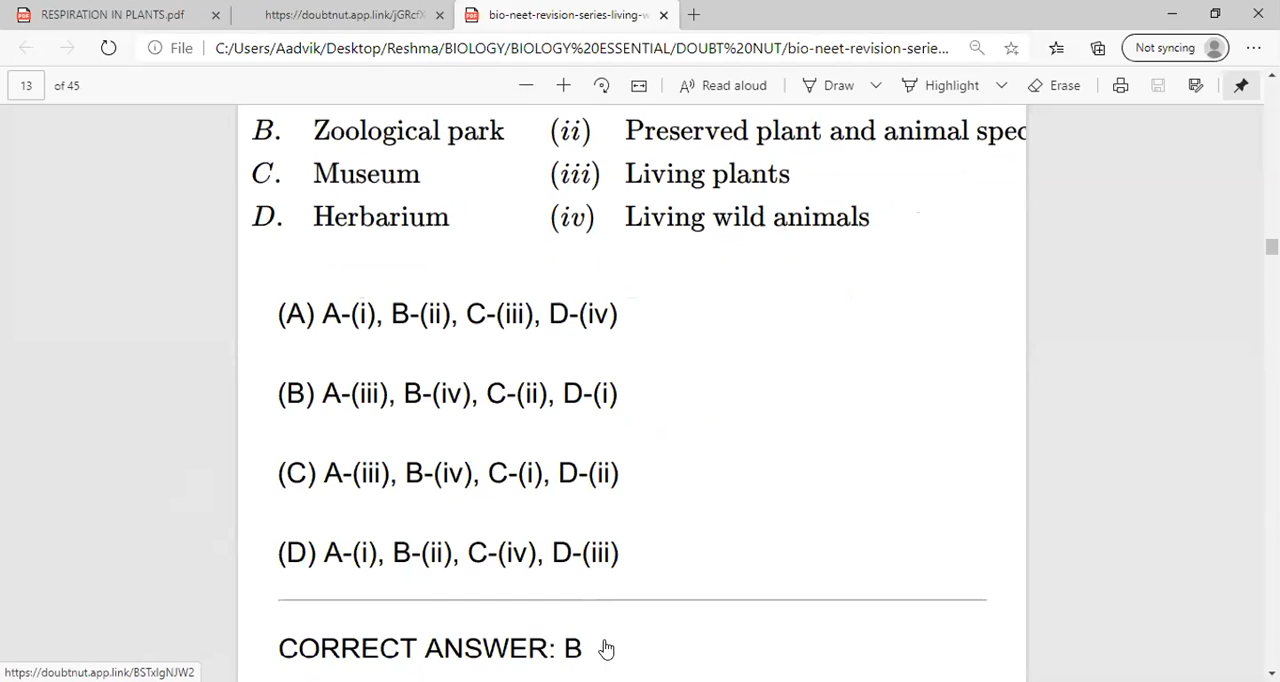 RESPIRATION IN PLANTS.pdf
https://doubtnut.app.link/jGRcfX
bio-neet-revision-series-living-w
File
C:/Users/Aadvik/Desktop/Reshma/BIOLOGY/BIOLOGY%20ESSENTIAL/DOUBT%20NUT/bio-neet-revision-serie...
Not syncing
13 of 45
Read aloud
Draw
Highlight
Erase
B. Zoological park (ii) Preserved plant and animal spec
C. Museum (iii) Living plants
D. Herbarium (iv) Living wild animals
(A) A-(i), B-(ii), C-(iii), D-(iv)
(B) A-(iii), B-(iv), C-(ii), D-(i)
(C) A-(iii), B-(iv), C-(i), D-(ii)
(D) A-(i), B-(ii), C-(iv), D-(iii)
CORRECT ANSWER: B
https://doubtnut.app.link/BSTxIgNJW2